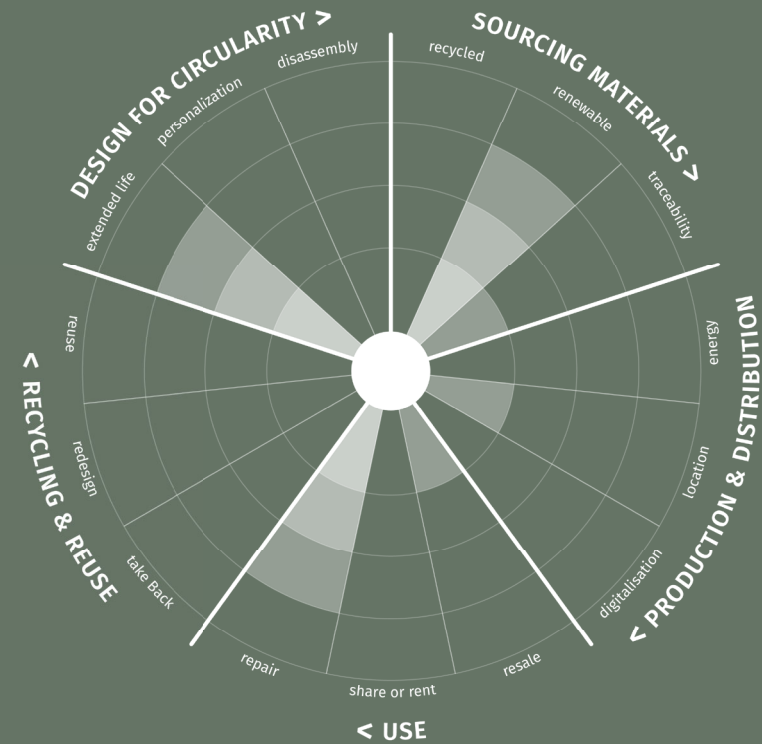 DESIGN FOR CIRCULARITY >
extended life
personalization
disassembly
SOURCING MATERIALS >
recycled
renewable
traceability
< PRODUCTION & DISTRIBUTION
energy
location
digitalisation
resale
share or rent
repair
< USE
< RECYCLING & REUSE
take Back
redesign
reuse